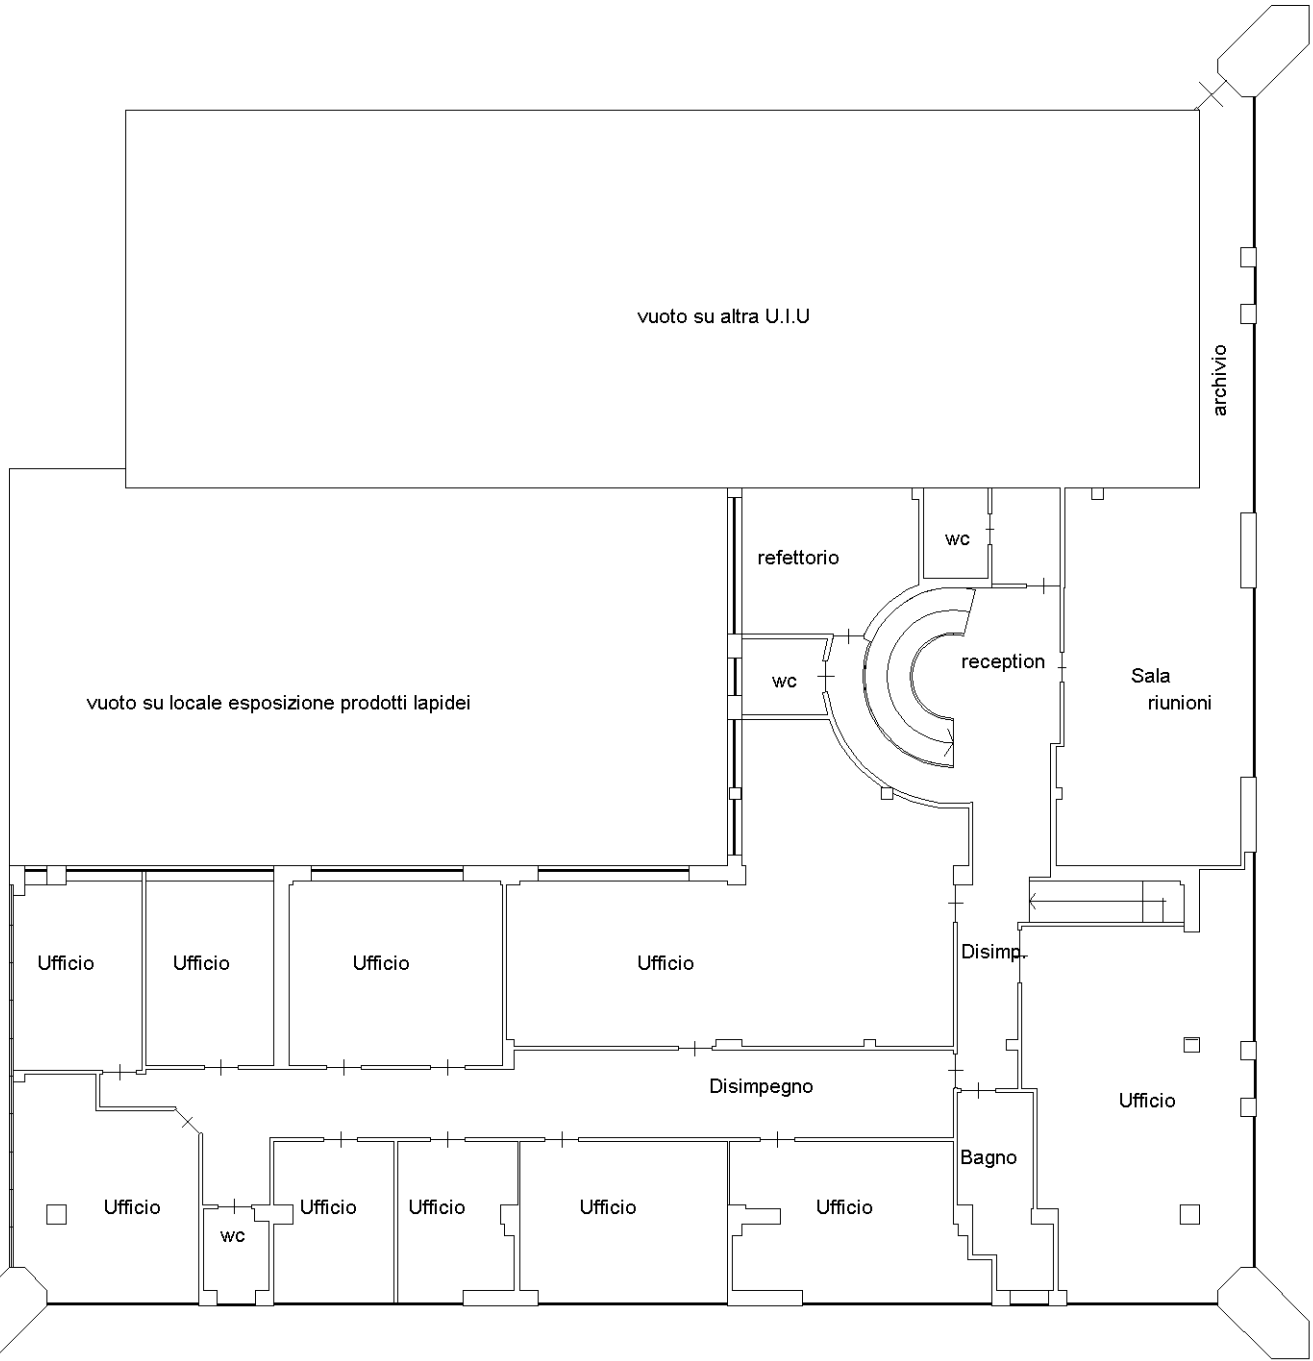 vuoto su altra U.I.U
archivio
wc
refettorio
reception
wc
Sala
riunioni
vuoto su locale esposizione prodotti lapidei
Ufficio
Ufficio
Ufficio
Ufficio
Disimp.
Disimpegno
Ufficio
Bagno
Ufficio
Ufficio
Ufficio
Ufficio
Ufficio
wc